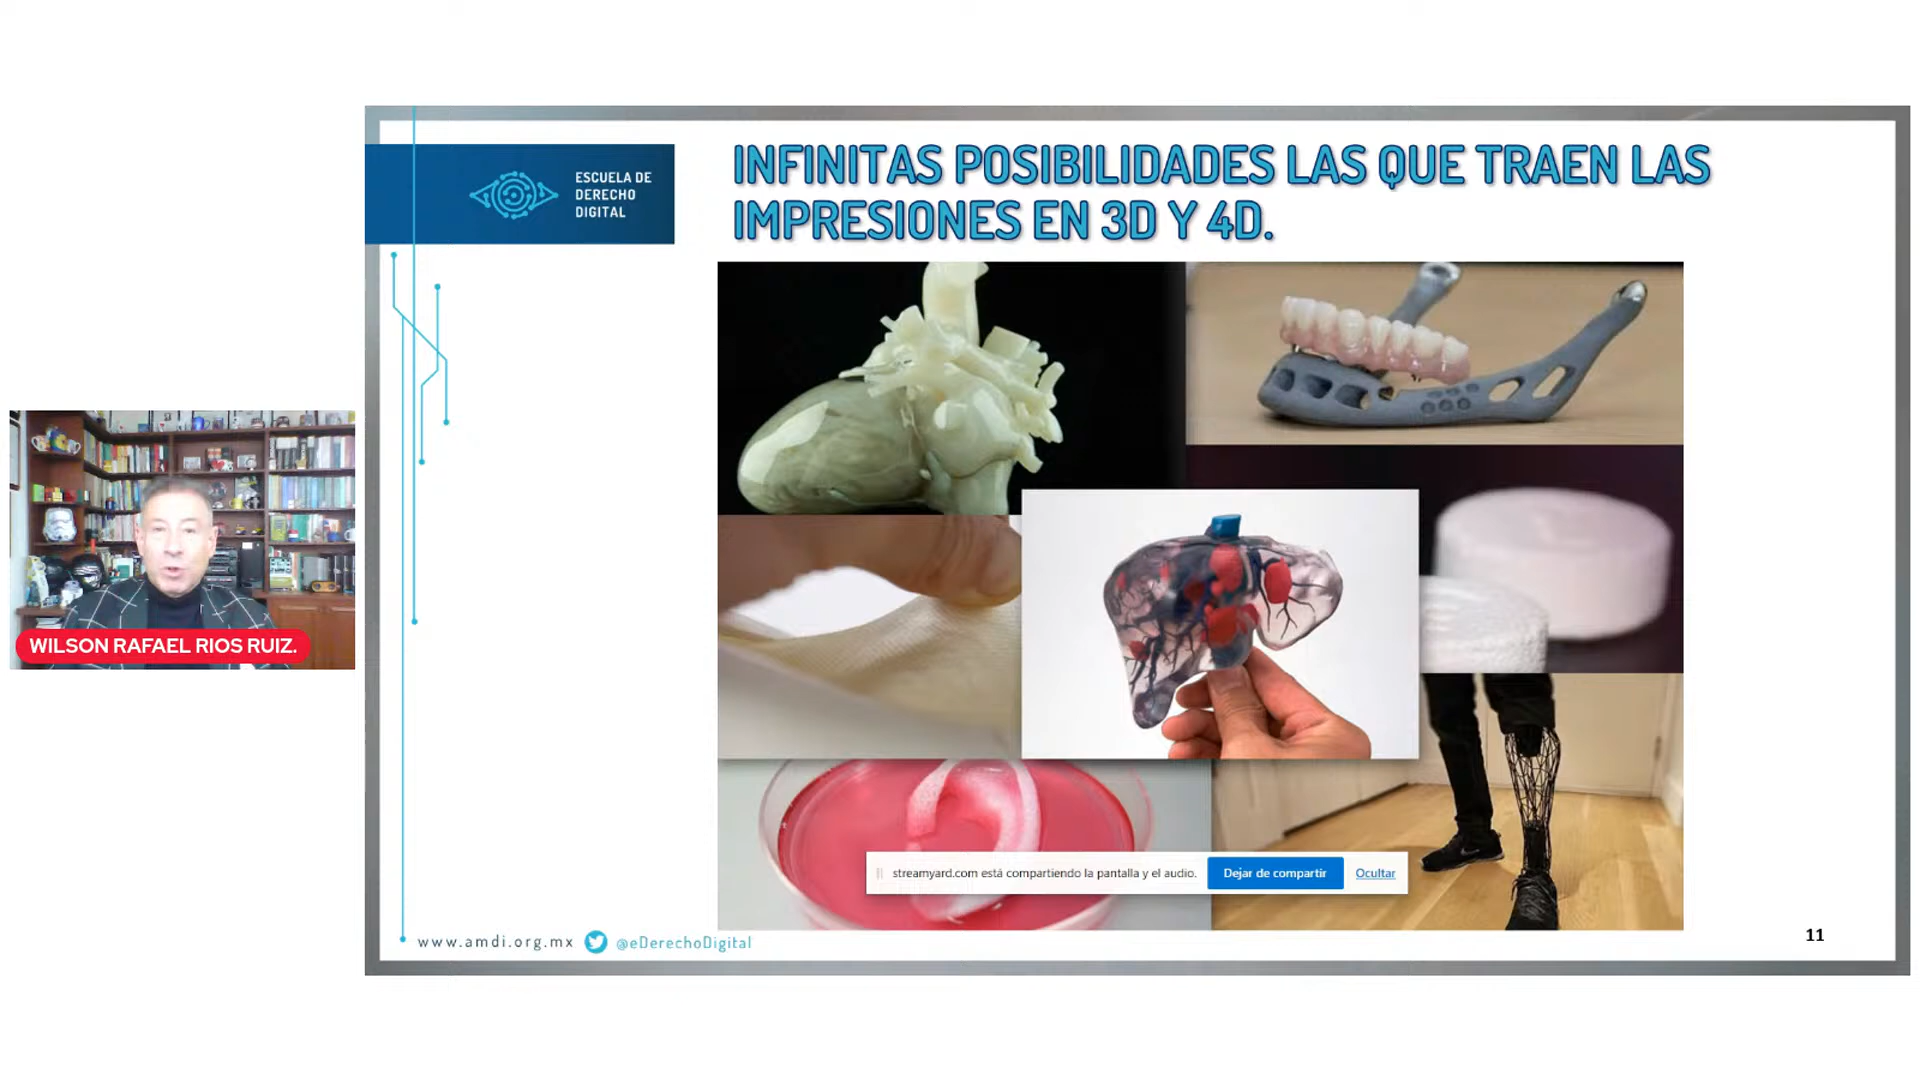 ESCUELA DE
DERECHO
DIGITAL
INFINITAS POSIBILIDADES LAS QUE TRAEN LAS
IMPRESIONES EN 3D Y 4D.
WILSON RAFAEL RIOS RUIZ.
streamyard.com está compartiendo la pantalla y el audio.
Dejar de compartir
Ocultar
www.amdi.org.mx
@eDerechoDigital
11